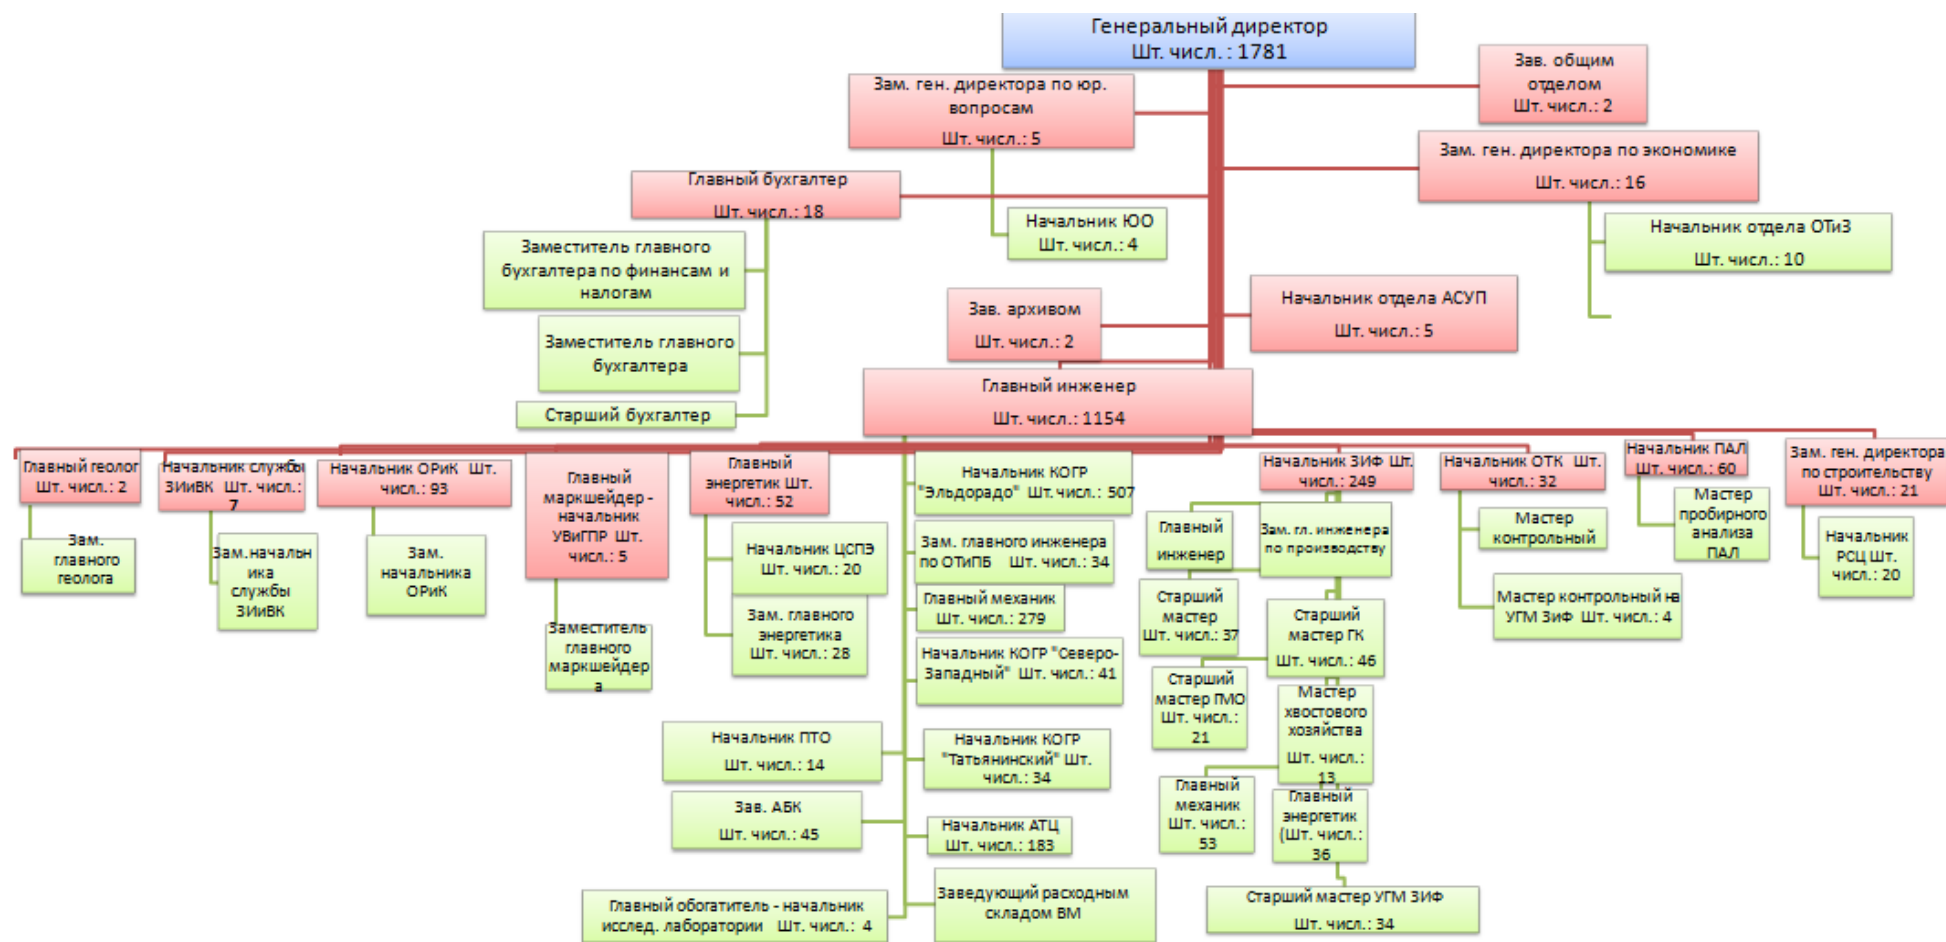 Генеральный директор
Шт. числ. : 1781
Зав. общим
отделом
Шт. числ.: 2
Зам. ген. директора по юр.
вопросам
Шт. числ.: 5
Зам. ген. директора по экономике
Шт. числ.: 16
Главный бухгалтер
Шт. числ.: 18
Начальник ЮО
Шт. числ.: 4
Начальник отдела ОТиЗ
Шт. числ.: 10
Заместитель главного
бухгалтера по финансам и
налогам
Зав. архивом
Шт. числ.: 2
Начальник отдела АСУП
Шт. числ.: 5
Заместитель главного
бухгалтера
Старший бухгалтер
Главный инженер
Шт. числ.: 1154
Главный геолог
Шт. числ.: 2
Начальник службы
ЗИиВК Шт. числ.:
7
Начальник ОРиК Шт.
числ.: 93
Главный
маркшейдер -
начальник
УВиГПР Шт.
числ.: 5
Главный
энергетик Шт.
числ.: 52
Начальник КОГР
"Эльдорадо" Шт. числ.: 507
Начальник ЗИФ Шт.
числ.: 249
Начальник ОТК Шт.
числ.: 32
Начальник ПАЛ
Шт. числ.: 60
Зам. ген. директора
по строительству
Шт. числ.: 21
Зам.
главного
геолога
Зам.начальн
ика
службы
ЗИиВК
Зам.
начальника
ОРиК
Заместитель
главного
маркшейдер
а
Начальник ЦСПЭ
Шт. числ.: 20
Зам. главного
энергетика
Шт. числ.: 28
Зам. главного инженера
по ОТиПБ Шт. числ.: 34
Главный механик
Шт. числ.: 279
Начальник КОГР "Северо-
Западный" Шт. числ.: 41
Начальник ПТО
Шт. числ.: 14
Начальник КОГР
"Татьянинский" Шт.
числ.: 34
Зав. АБК
Шт. числ.: 45
Начальник АТЦ
Шт. числ.: 183
Главный обогатитель - начальник
исслед. лаборатории Шт. числ.: 4
Заведующий расходным
складом ВМ
Главный
инженер
Зам. гл. инженера
по производству
Старший
мастер
Шт. числ.: 37
Старший
мастер ГК
Шт. числ.: 46
Старший
мастер ПМО
Шт. числ.:
21
Мастер
хвостового
хозяйства
Шт. числ.:
13
Главный
механик
Шт. числ.:
53
Главный
энергетик
(Шт. числ.:
36
Старший мастер УГМ ЗИФ
Шт. числ.: 34
Мастер
контрольный
Мастер контрольный на
УГМ ЗиФ Шт. числ.: 4
Мастер
пробирного
анализа
ПАЛ
Начальник
РСЦ Шт.
числ.: 20